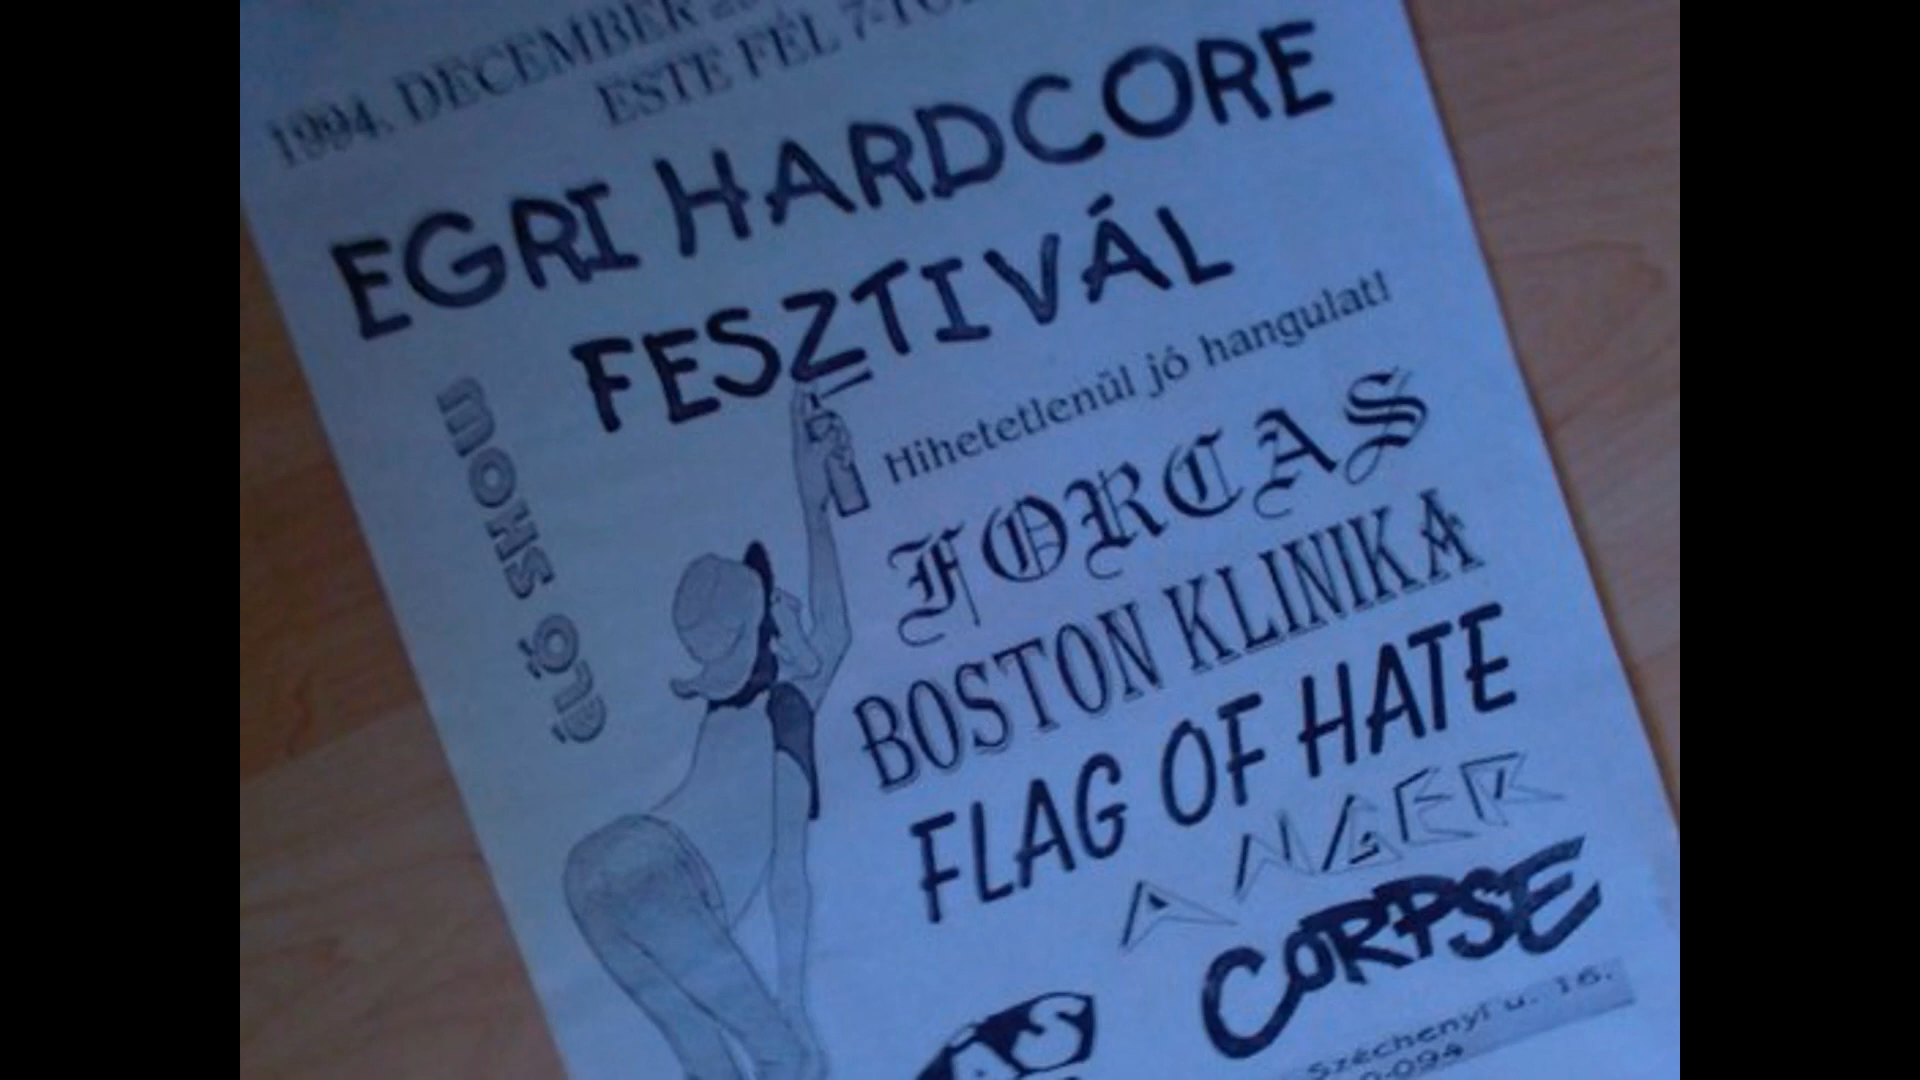 1994. DECEMBER
ESTE FÉL 7-TŐL
EGRI HARDCORE
FESZTIVÁL
Hihetetlenül jó hangulat!
ÉLŐ SHOW
FORCAS
BOSTON KLINIKA
FLAG OF HATE
ANGER
CORPSE
Széchenyi u. 16.